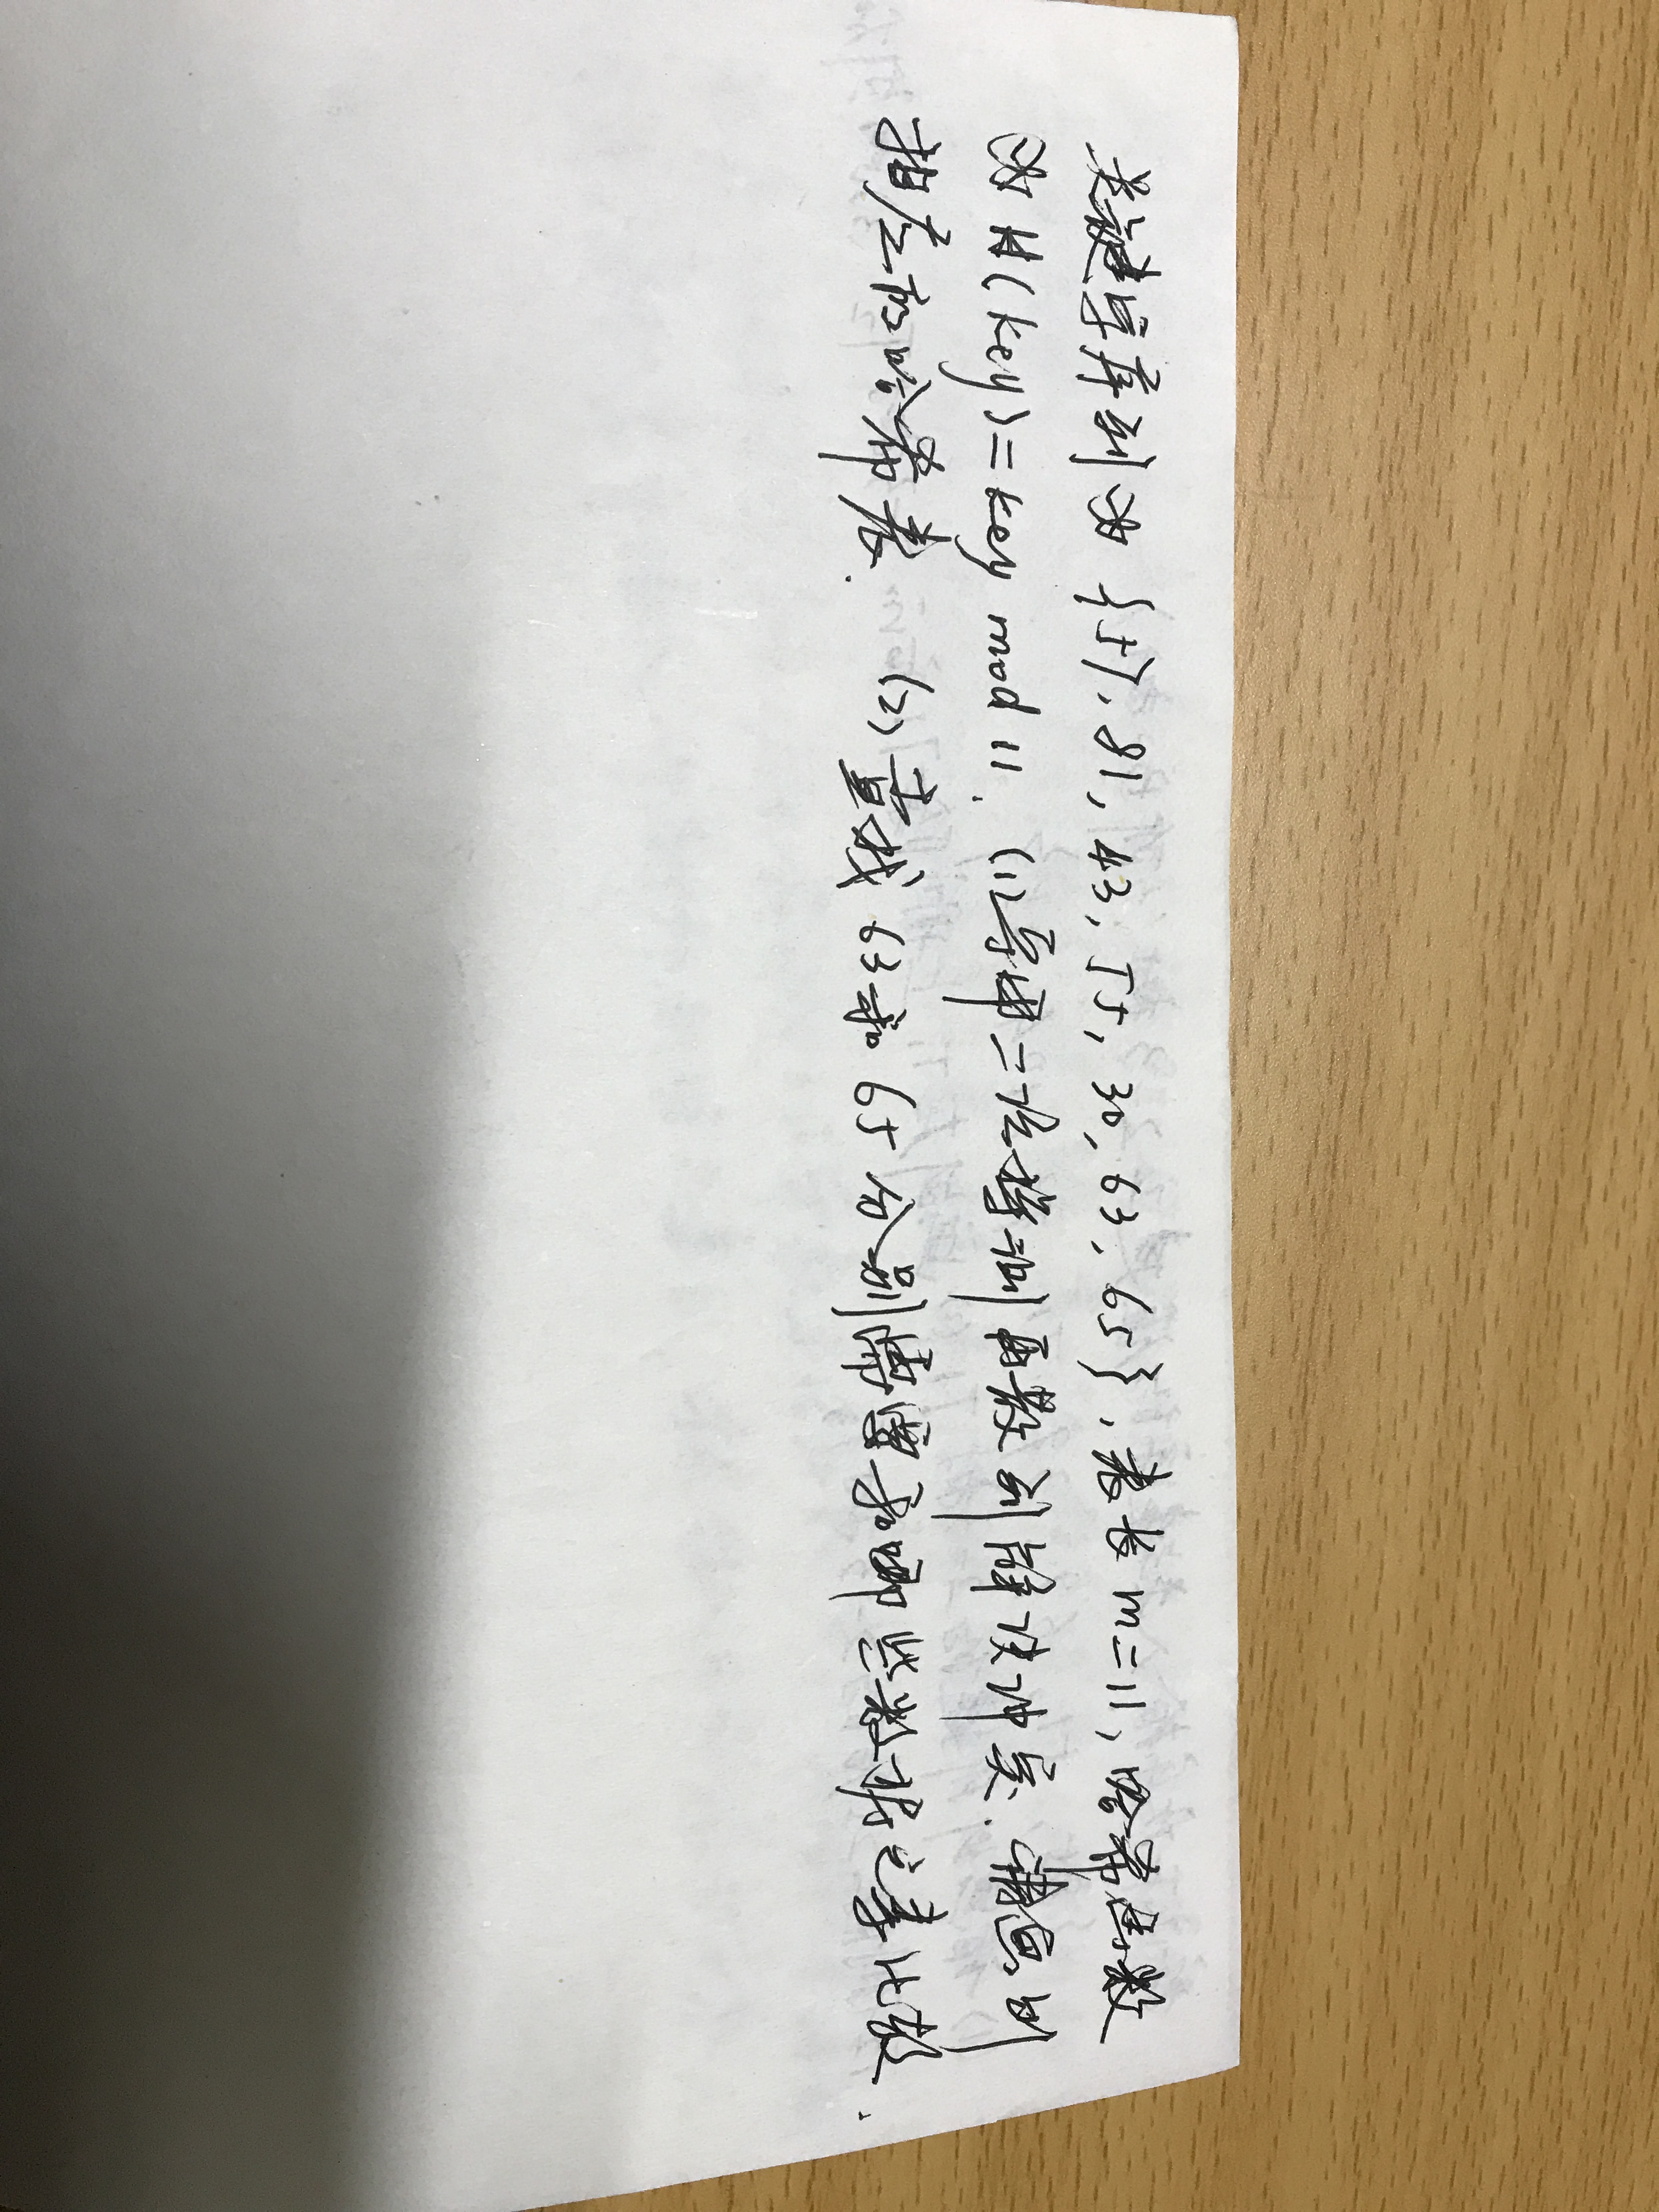 关键字序列为{57, 81, 43, 55, 30, 63, 65}, 表长m=11, 哈希函数
为H(key)=key mod 11. (1)采用二次探测再散列解决冲突. 请画出
相应的哈希表. (2) 查找63和65分别需要和哪些数据元素比较.